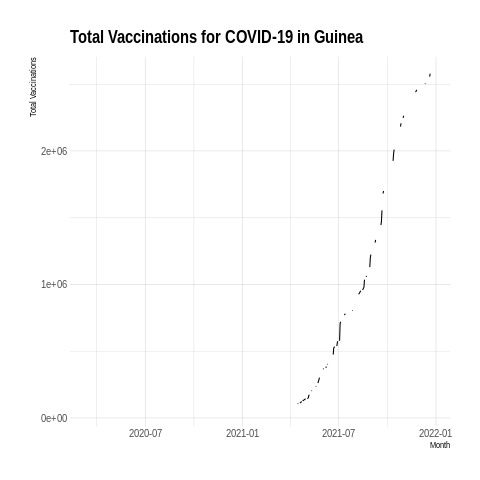 Total Vaccinations for COVID-19 in Guinea
Total Vaccinations
2e+06
1e+06
0e+00
2020-07 2021-01 2021-07 2022-01
Month